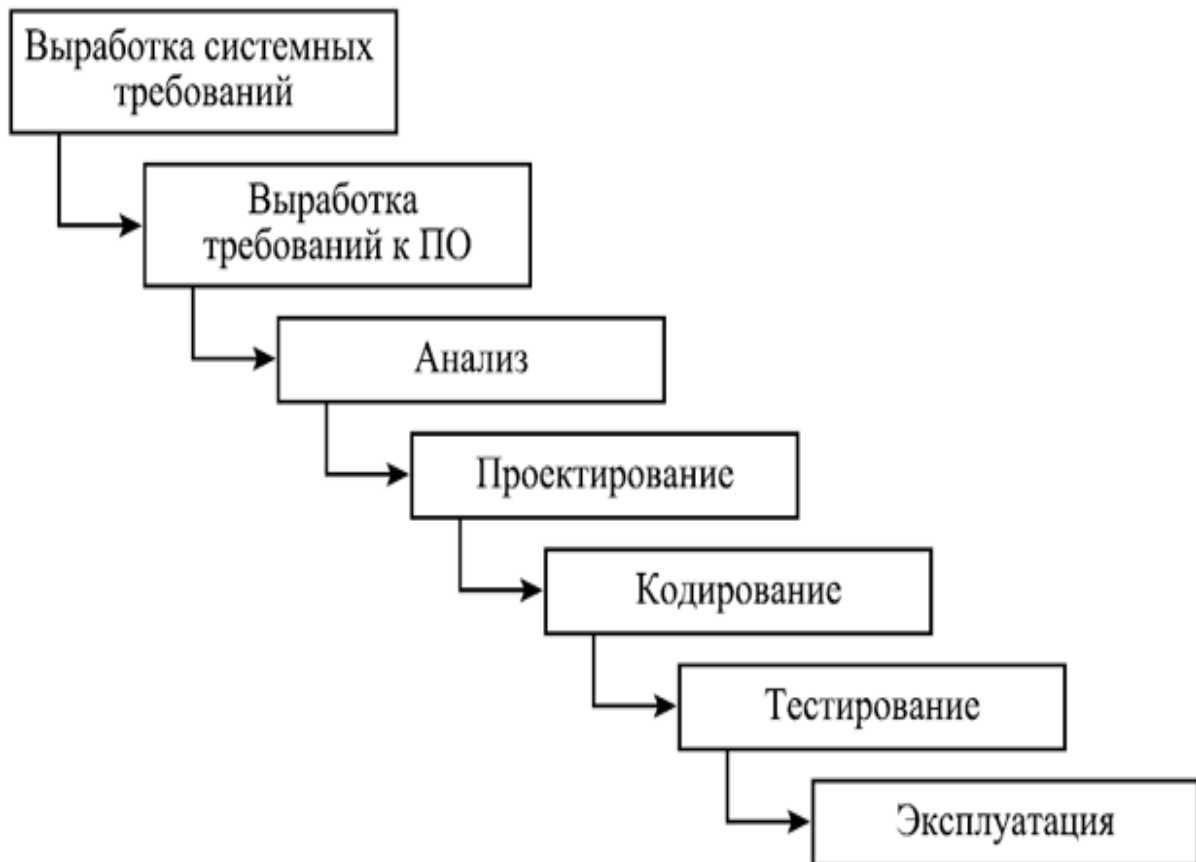 Выработка системных
требований
Выработка
требований к ПО
Анализ
Проектирование
Кодирование
Тестирование
Эксплуатация